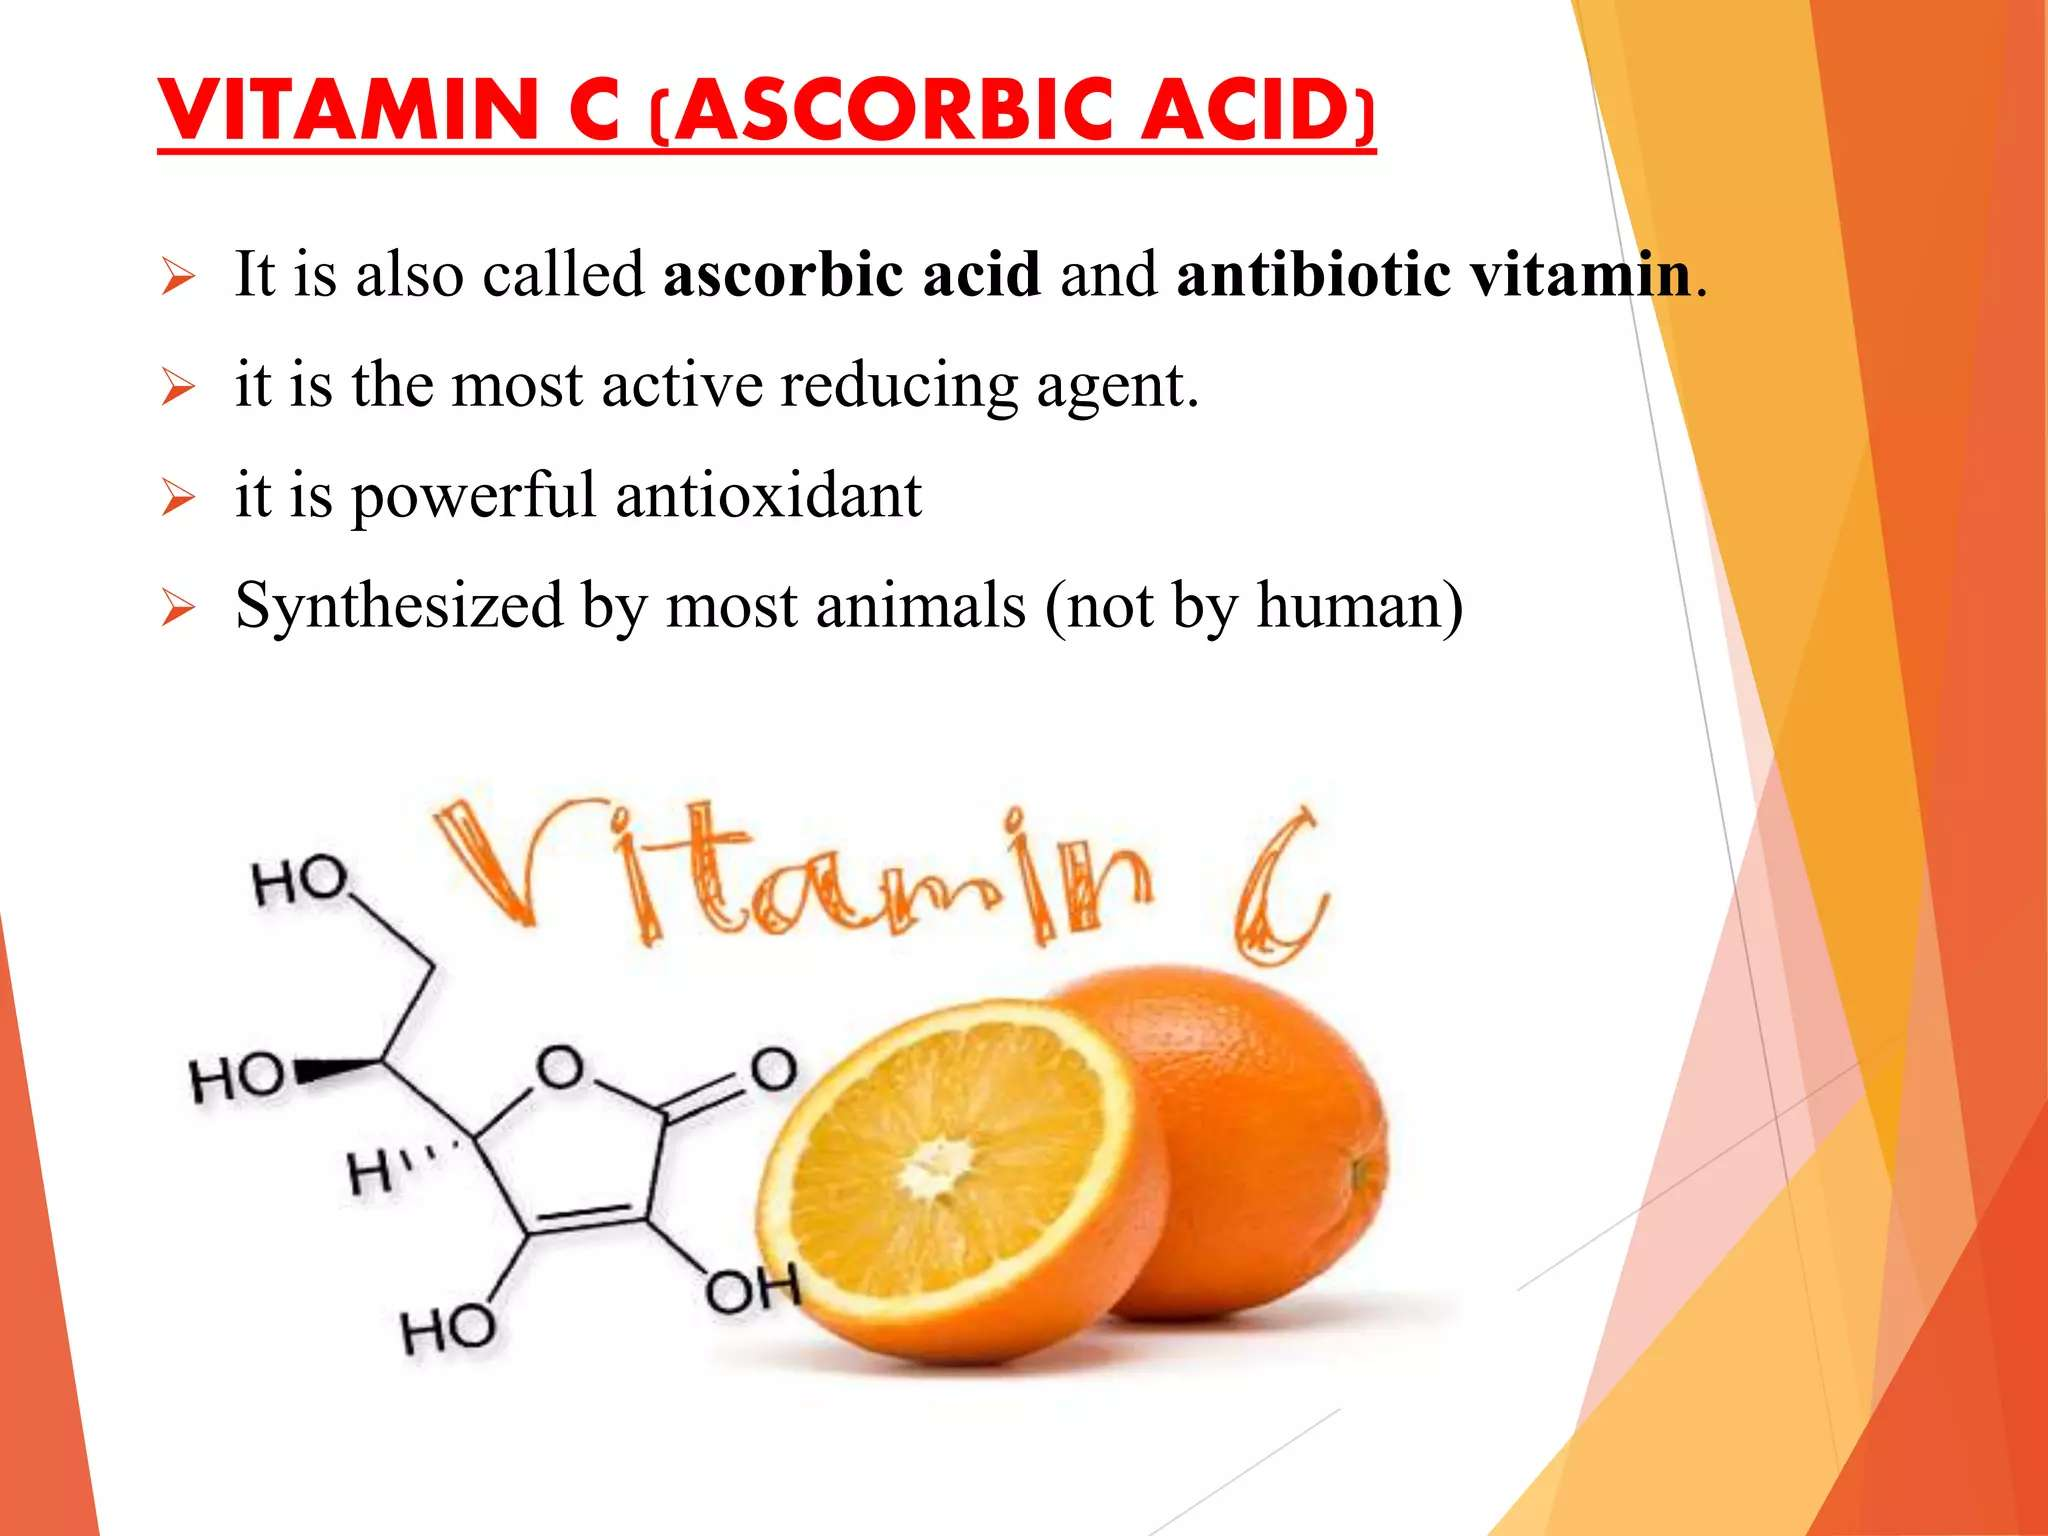 VITAMIN C (ASCORBIC ACID)
It is also called ascorbic acid and antibiotic vitamin.
it is the most active reducing agent.
it is powerful antioxidant
Synthesized by most animals (not by human)
Vitamin C
HO
HO
O
O
H
HO
OH